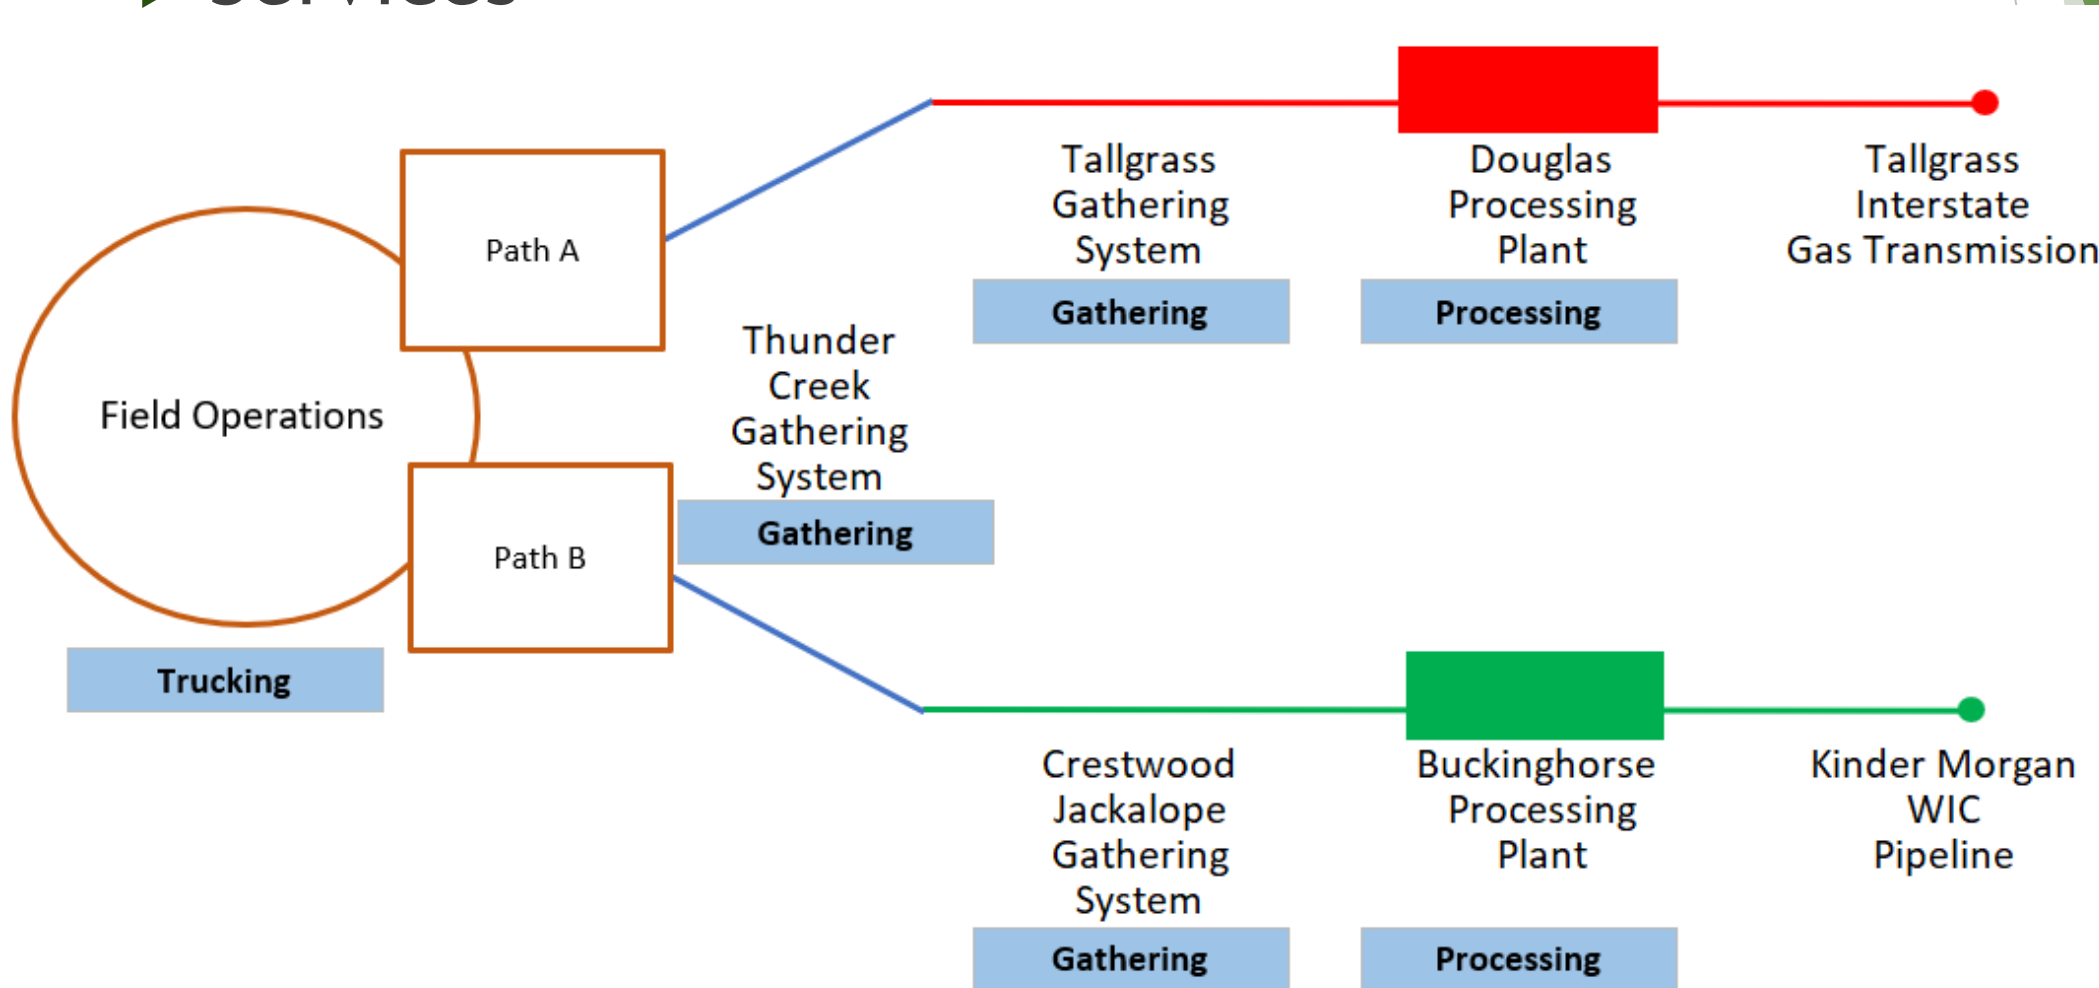 Services
Path A
Field Operations
Path B
Trucking
Thunder
Creek
Gathering
System
Gathering
Tallgrass
Gathering
System
Gathering
Douglas
Processing
Plant
Processing
Tallgrass
Interstate
Gas Transmission
Crestwood
Jackalope
Gathering
System
Gathering
Buckinghorse
Processing
Plant
Processing
Kinder Morgan
WIC
Pipeline